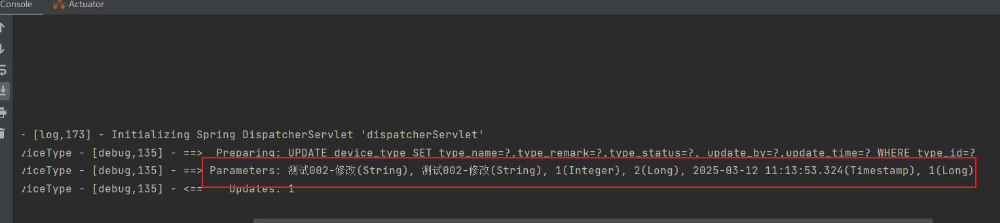 Console Actuator
- [log,173] - Initializing Spring DispatcherServlet 'dispatcherServlet'
viceType - [debug,135] - ==>  Preparing: UPDATE device_type SET type_name=?,type_remark=?,type_status=?, update_by=?,update_time=? WHERE type_id=?
viceType - [debug,135] - ==> Parameters: 测试002-修改(String), 测试002-修改(String), 1(Integer), 2(Long), 2025-03-12 11:13:53.324(Timestamp), 1(Long)
viceType - [debug,135] - <==    Updates: 1